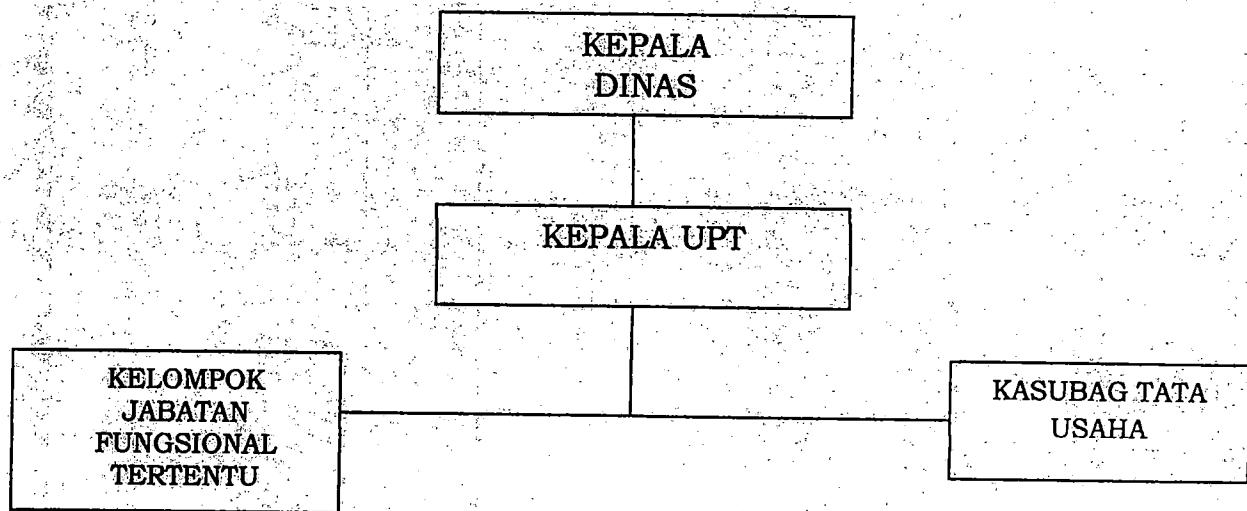 KEPALA
DINAS
KEPALA UPT
KELOMPOK
JABATAN
FUNGSIONAL
TERTENTU
KASUBAG TATA
USAHA